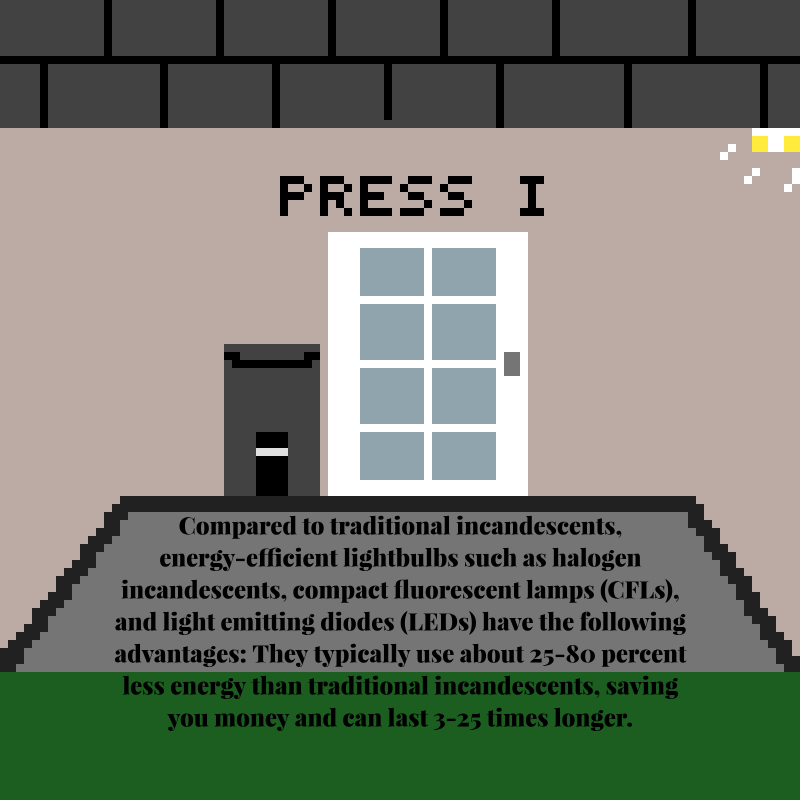 PRESS I
Compared to traditional incandescents,
energy-efficient lightbulbs such as halogen
incandescents, compact fluorescent lamps (CFLs),
and light emitting diodes (LEDs) have the following
advantages: They typically use about 25-80 percent
less energy than traditional incandescents, saving
you money and can last 3-25 times longer.